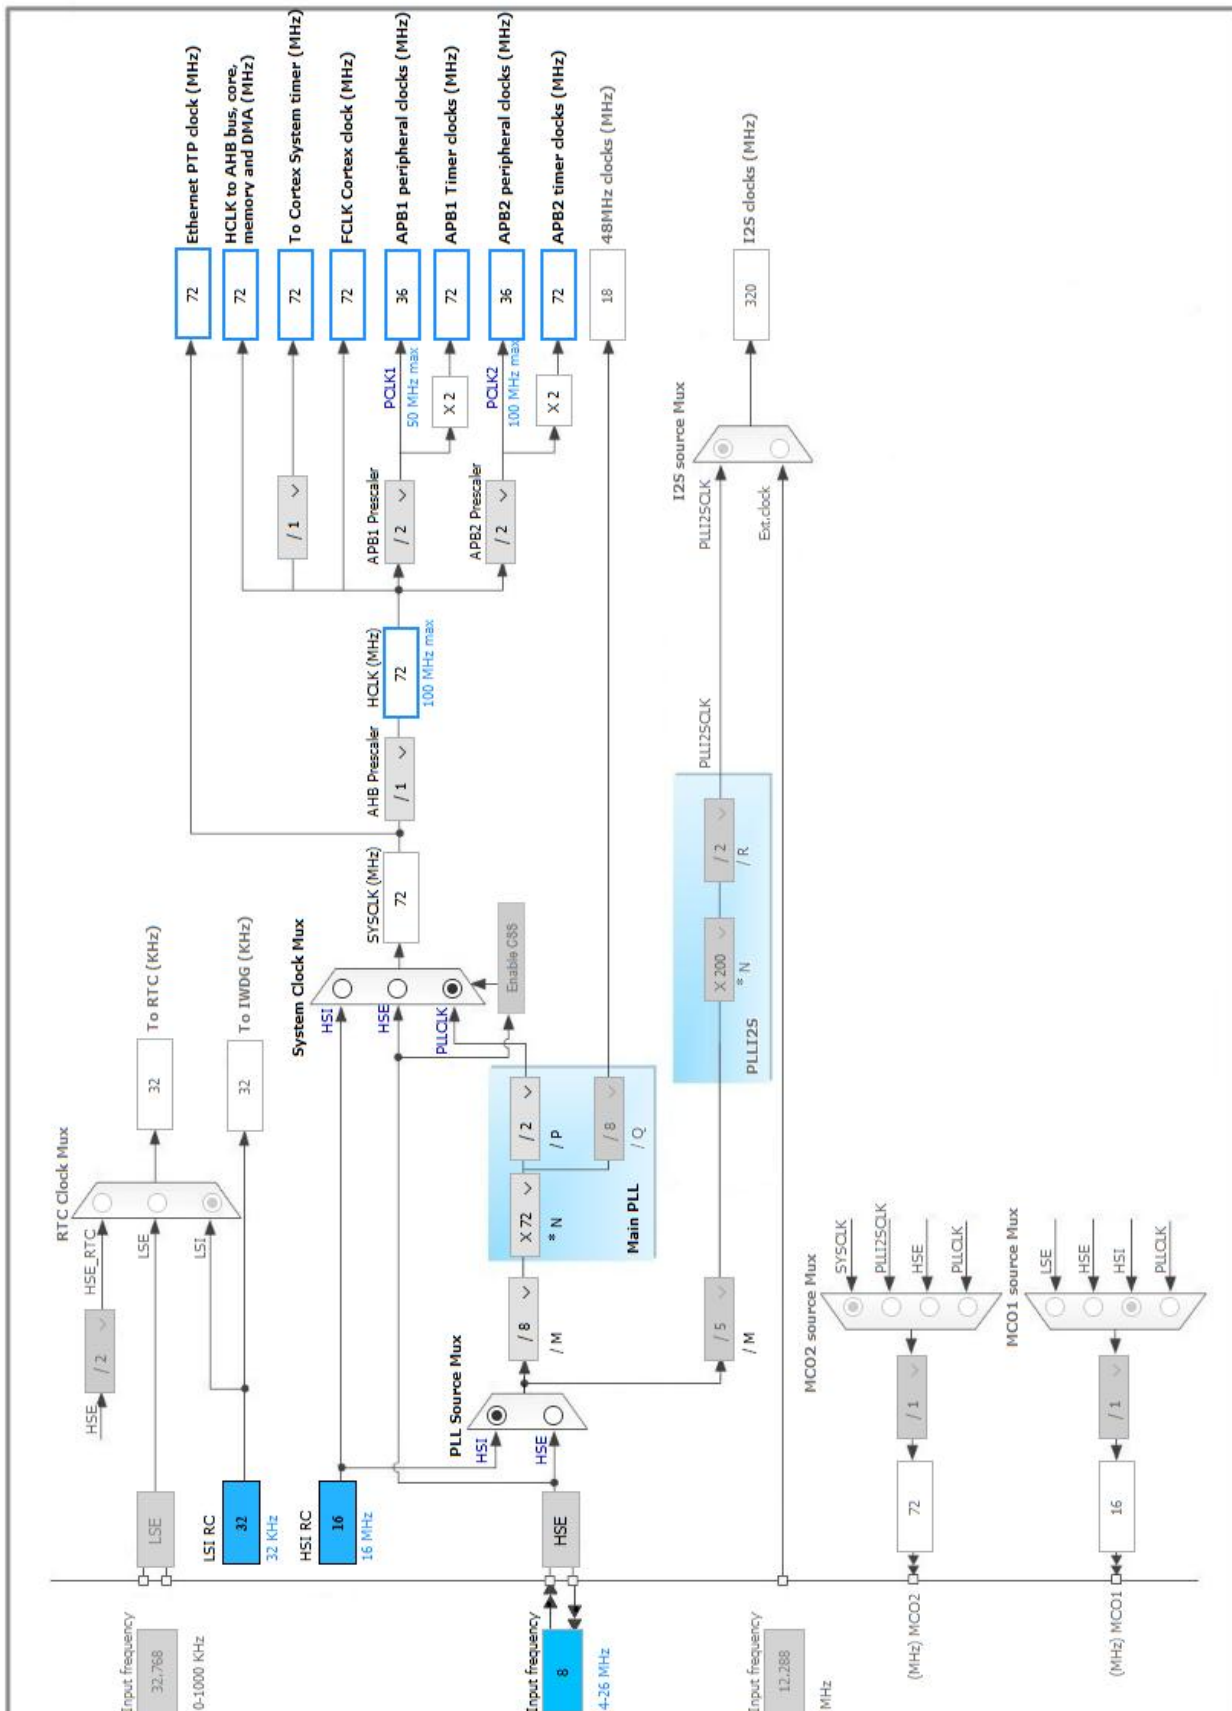 Input frequency
32.768
0-1000 KHz
LSE
HSE
/ 2
HSE_RTC
LSE
LSI
RTC Clock Mux
32
To RTC (KHz)
LSI RC
32
32 KHz
32
To IWDG (KHz)
HSI RC
16
16 MHz
System Clock Mux
HSI
HSE
PLLCLK
Enable CSS
SYSCLK (MHz)
72
AHB Prescaler
/ 1
HCLK (MHz)
72
100 MHz max
72
Ethernet PTP clock (MHz)
72
HCLK to AHB bus, core,
memory and DMA (MHz)
/ 1
72
To Cortex System timer (MHz)
72
FCLK Cortex clock (MHz)
APB1 Prescaler
/ 2
PCLK1
50 MHz max
36
APB1 peripheral clocks (MHz)
X 2
72
APB1 Timer clocks (MHz)
APB2 Prescaler
/ 2
PCLK2
100 MHz max
36
APB2 peripheral clocks (MHz)
X 2
72
APB2 timer clocks (MHz)
18
48MHz clocks (MHz)
Input frequency
8
4-26 MHz
HSE
PLL Source Mux
HSI
HSE
/ 8
/ M
X 72
* N
/ 2
/ P
/ 8
/ Q
Main PLL
/ 5
/ M
X 200
* N
/ 2
/ R
PLLI2S
PLLI2SCLK
PLLI2SCLK
Ext.clock
I2S source Mux
320
I2S clocks (MHz)
Input frequency
12.288
MHz
MCO2 source Mux
SYSCLK
PLLI2SCLK
HSE
PLLCLK
/ 1
72
(MHz) MCO2
MCO1 source Mux
LSE
HSE
HSI
PLLCLK
/ 1
16
(MHz) MCO1